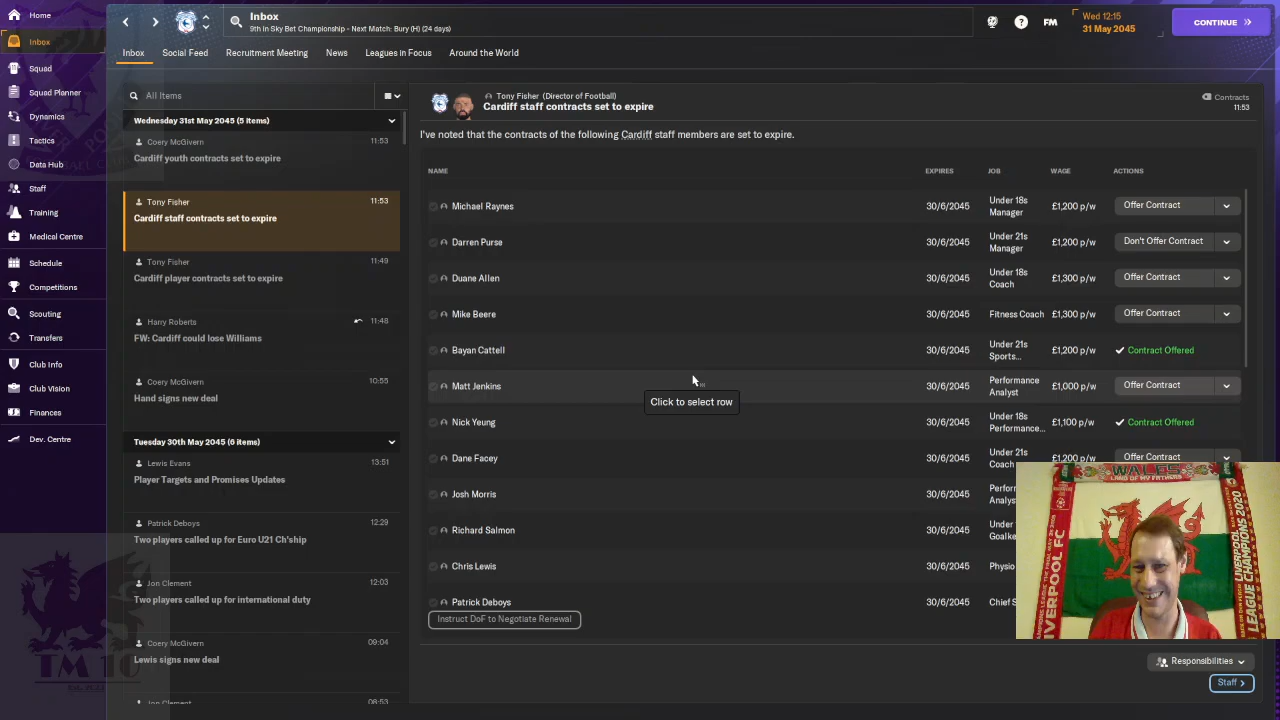 Home
Inbox
Squad
Squad Planner
Dynamics
Tactics
Data Hub
Staff
Training
Medical Centre
Schedule
Competitions
Scouting
Transfers
Club Info
Club Vision
Finances
Dev. Centre
TM 10
Inbox
9th in Sky Bet Championship - Next Match: Bury (H) (24 days)
FM
Wed 12:15
31 May 2045
CONTINUE
Inbox
Social Feed
Recruitment Meeting
News
Leagues in Focus
Around the World
All Items
Wednesday 31st May 2045 (5 items)
Coery McGivern 11:53
Cardiff youth contracts set to expire
Tony Fisher 11:53
Cardiff staff contracts set to expire
Tony Fisher 11:49
Cardiff player contracts set to expire
Harry Roberts 11:48
FW: Cardiff could lose Williams
Coery McGivern 10:55
Hand signs new deal
Tuesday 30th May 2045 (6 items)
Lewis Evans 13:51
Player Targets and Promises Updates
Patrick Deboys 12:29
Two players called up for Euro U21 Ch'ship
Jon Clement 12:03
Two players called up for international duty
Coery McGivern 09:04
Lewis signs new deal
Jon Clement 08:53
Tony Fisher (Director of Football)
Cardiff staff contracts set to expire
Contracts
11:53
I've noted that the contracts of the following Cardiff staff members are set to expire.
NAME EXPIRES JOB WAGE ACTIONS
Michael Raynes 30/6/2045 Under 18s Manager £1,200 p/w Offer Contract
Darren Purse 30/6/2045 Under 21s Manager £1,200 p/w Don't Offer Contract
Duane Allen 30/6/2045 Under 18s Coach £1,300 p/w Offer Contract
Mike Beere 30/6/2045 Fitness Coach £1,300 p/w Offer Contract
Bayan Cattell 30/6/2045 Under 21s Sports... £1,200 p/w Contract Offered
Matt Jenkins 30/6/2045 Performance Analyst £1,000 p/w Offer Contract
Click to select row
Nick Yeung 30/6/2045 Under 18s Performance... £1,100 p/w Contract Offered
Dane Facey 30/6/2045 Under 21s Coach £1,200 p/w Offer Contract
Josh Morris 30/6/2045
Richard Salmon 30/6/2045
Chris Lewis 30/6/2045 Physio
Patrick Deboys 30/6/2045 Chief S
Instruct DoF to Negotiate Renewal
Responsibilities
Staff
WALES
LAND OF MY FATHERS
LIVERPOOL FC
LIVERPOOL
LEAGUE CHAMPIONS 2020